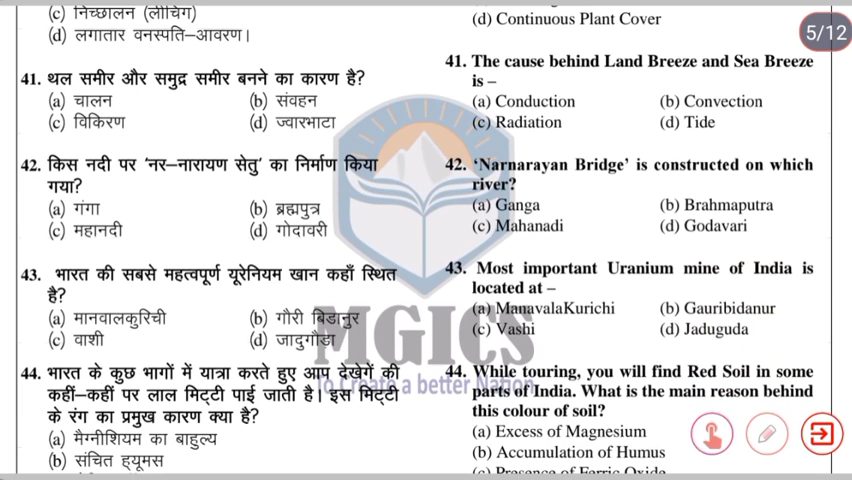 (c) निच्छालन (लीचिंग)
(d) लगातार वनस्पति–आवरण।
41. थल समीर और समुद्र समीर बनने का कारण है?
(a) चालन (b) संवहन
(c) विकिरण (d) ज्वारभाटा
42. किस नदी पर 'नर–नारायण सेतु' का निर्माण किया
गया?
(a) गंगा (b) ब्रह्मपुत्र
(c) महानदी (d) गोदावरी
43. भारत की सबसे महत्वपूर्ण यूरेनियम खान कहाँ स्थित
है?
(a) मानवालकुरिची (b) गौरी बिडानुर
(c) वाशी (d) जादुगोड़ा
44. भारत के कुछ भागों में यात्रा करते हुए आप देखेगें की
कहीं–कहीं पर लाल मिट्टी पाई जाती है। इस मिट्टी
के रंग का प्रमुख कारण क्या है?
(a) मैग्नीशियम का बाहुल्य
(b) संचित ह्यूमस
(d) Continuous Plant Cover
41. The cause behind Land Breeze and Sea Breeze
is –
(a) Conduction (b) Convection
(c) Radiation (d) Tide
42. 'Narnarayan Bridge' is constructed on which
river?
(a) Ganga (b) Brahmaputra
(c) Mahanadi (d) Godavari
43. Most important Uranium mine of India is
located at –
(a) ManavalaKurichi (b) Gauribidanur
(c) Vashi (d) Jaduguda
44. While touring, you will find Red Soil in some
parts of India. What is the main reason behind
this colour of soil?
(a) Excess of Magnesium
(b) Accumulation of Humus
(c) Presence of Ferric Oxide
5/12
MGICS
To Create a better Nation